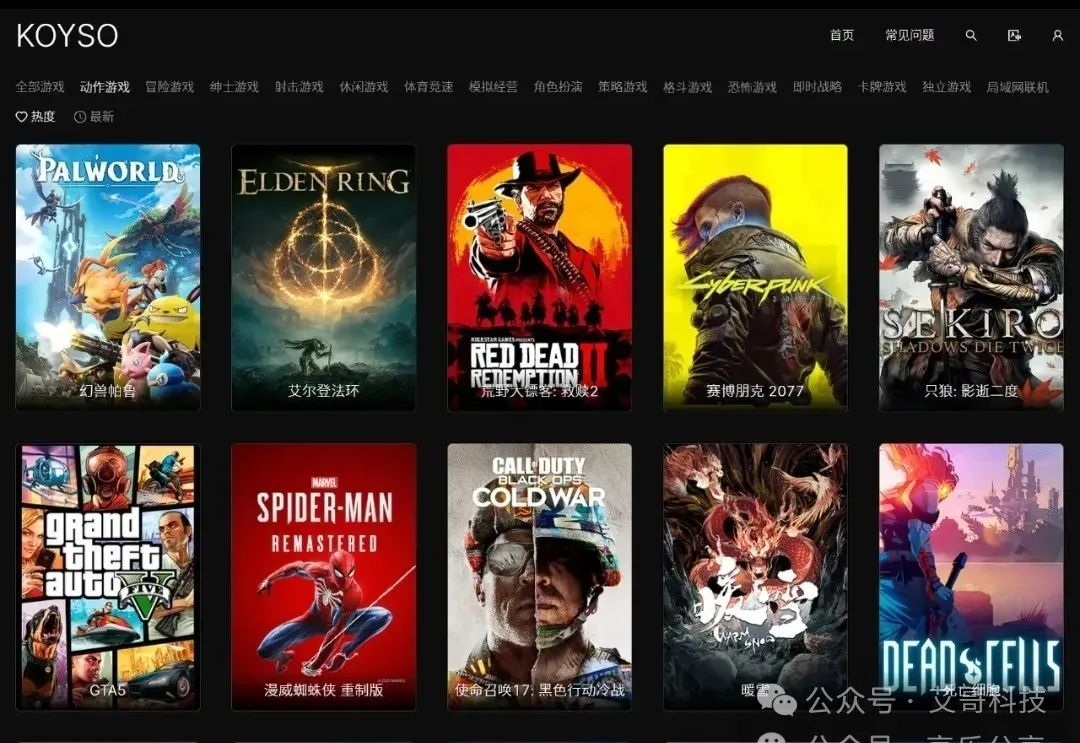 KOYSO
首页 常见问题
全部游戏 动作游戏 冒险游戏 绅士游戏 射击游戏 休闲游戏 体育竞速 模拟经营 角色扮演 策略游戏 格斗游戏 恐怖游戏 即时战略 卡牌游戏 独立游戏 局域网联机
热度 最新
PALWORLD
幻兽帕鲁
ELDEN RING
艾尔登法环
ROCKSTAR GAMES PRESENTS
RED DEAD
REDEMPTION II
荒野大镖客: 救赎2
CYBERPUNK
2077
赛博朋克 2077
SEKIRO
SHADOWS DIE TWICE
只狼: 影逝二度
grand
theft
auto
FIVE
V
GTA5
MARVEL
SPIDER-MAN
REMASTERED
漫威蜘蛛侠 重制版
CALL OF DUTY
BLACK OPS
COLD WAR
使命召唤17: 黑色行动冷战
暖雪
WARM SNOW
暖雪
DEAD CELLS
死亡细胞
公众号 · 艾哥科技